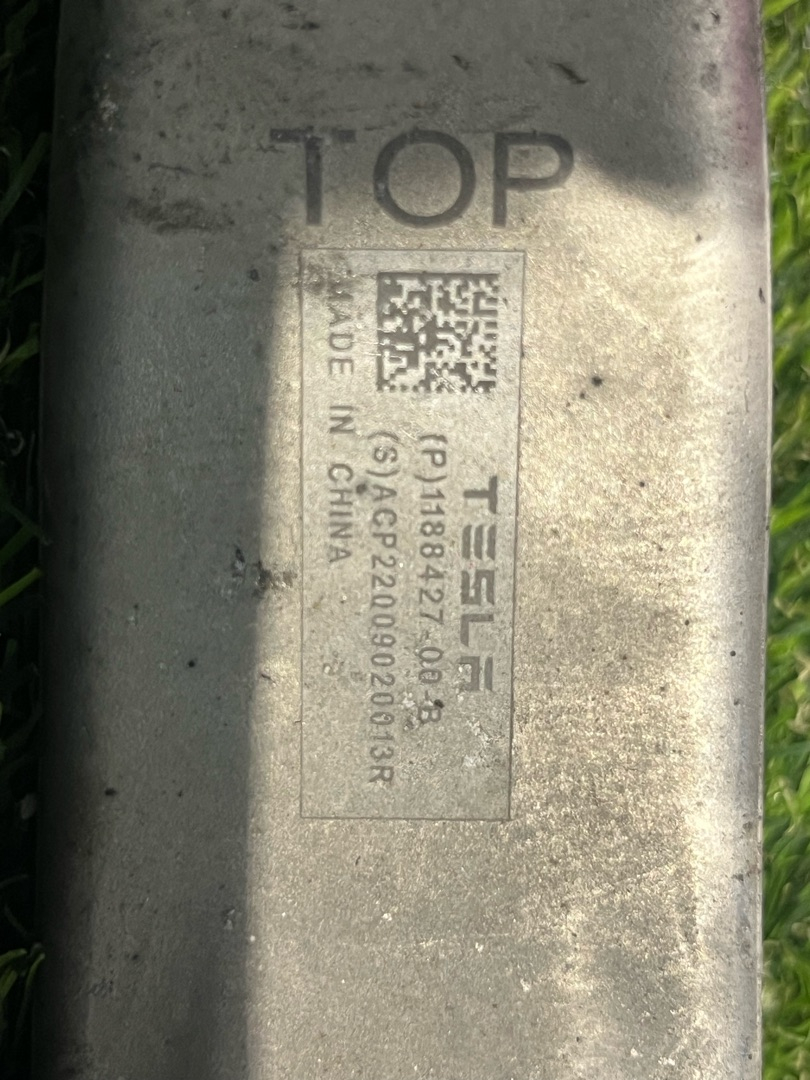 TOP
TESLA
(P)1188427-00-B
(S)ACP22009020013R
MADE IN CHINA